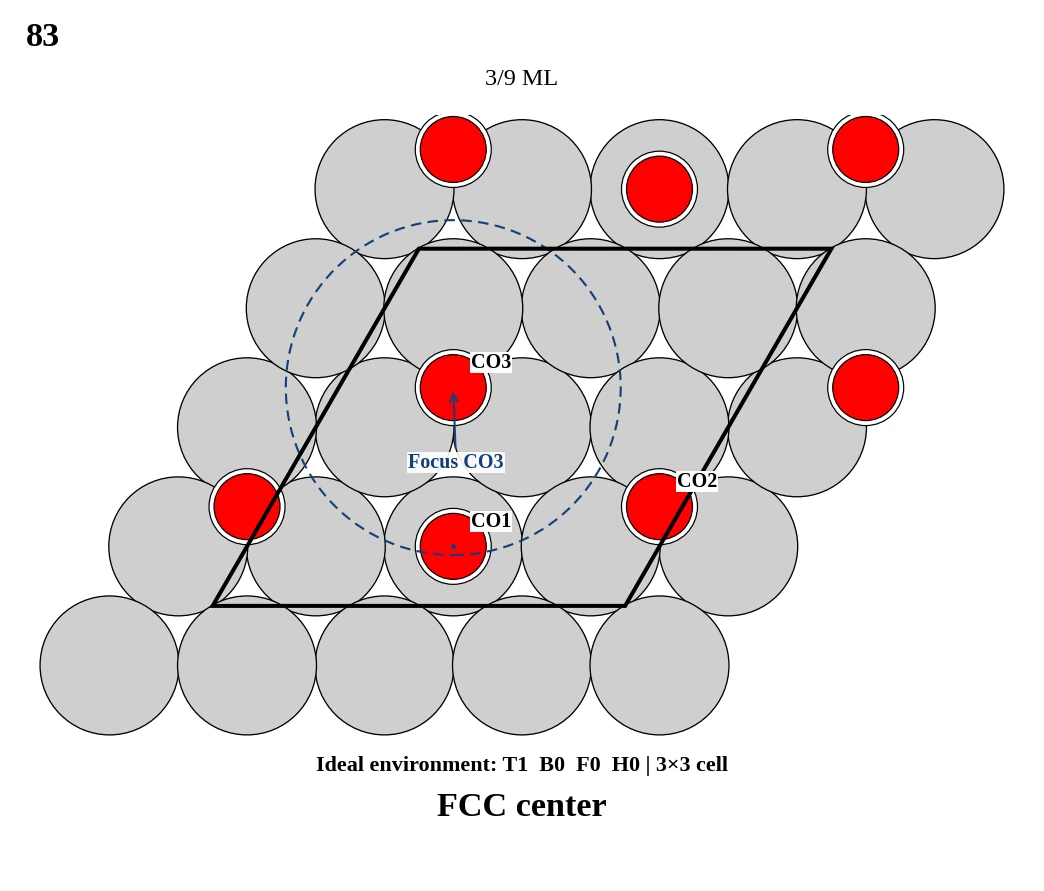 83
3/9 ML
CO3
Focus CO3
CO2
CO1
Ideal environment: T1  B0  F0  H0 | 3×3 cell
FCC center